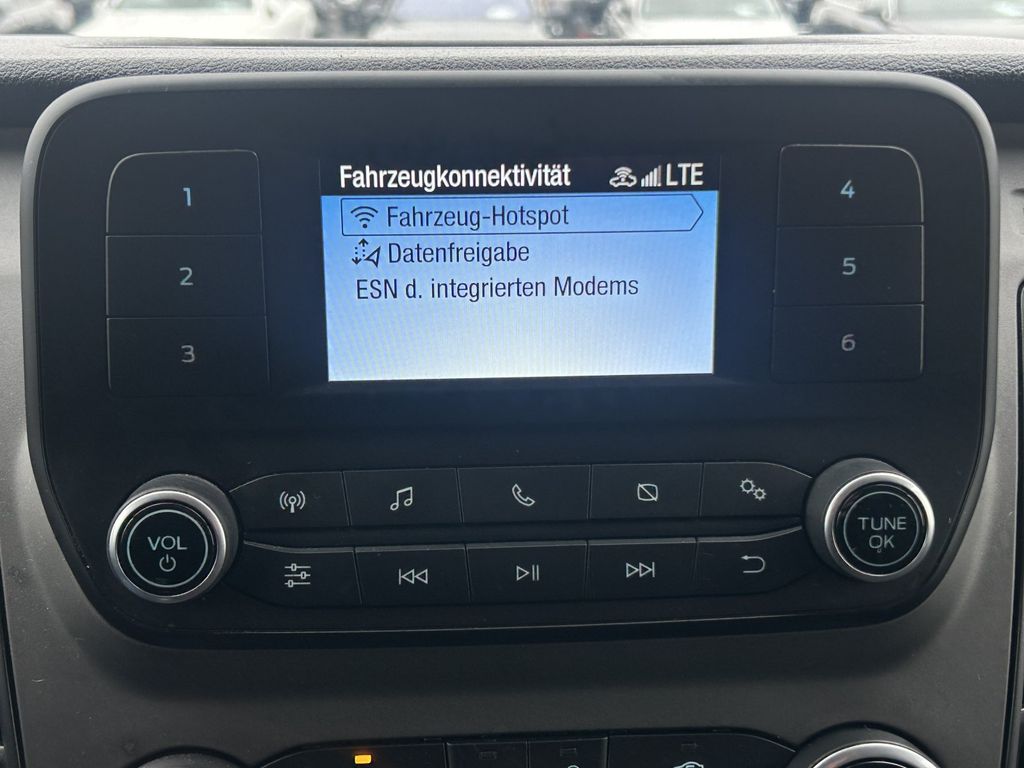 Fahrzeugkonnektivität LTE
Fahrzeug-Hotspot
Datenfreigabe
ESN d. integrierten Modems
1
2
3
4
5
6
VOL
TUNE
OK